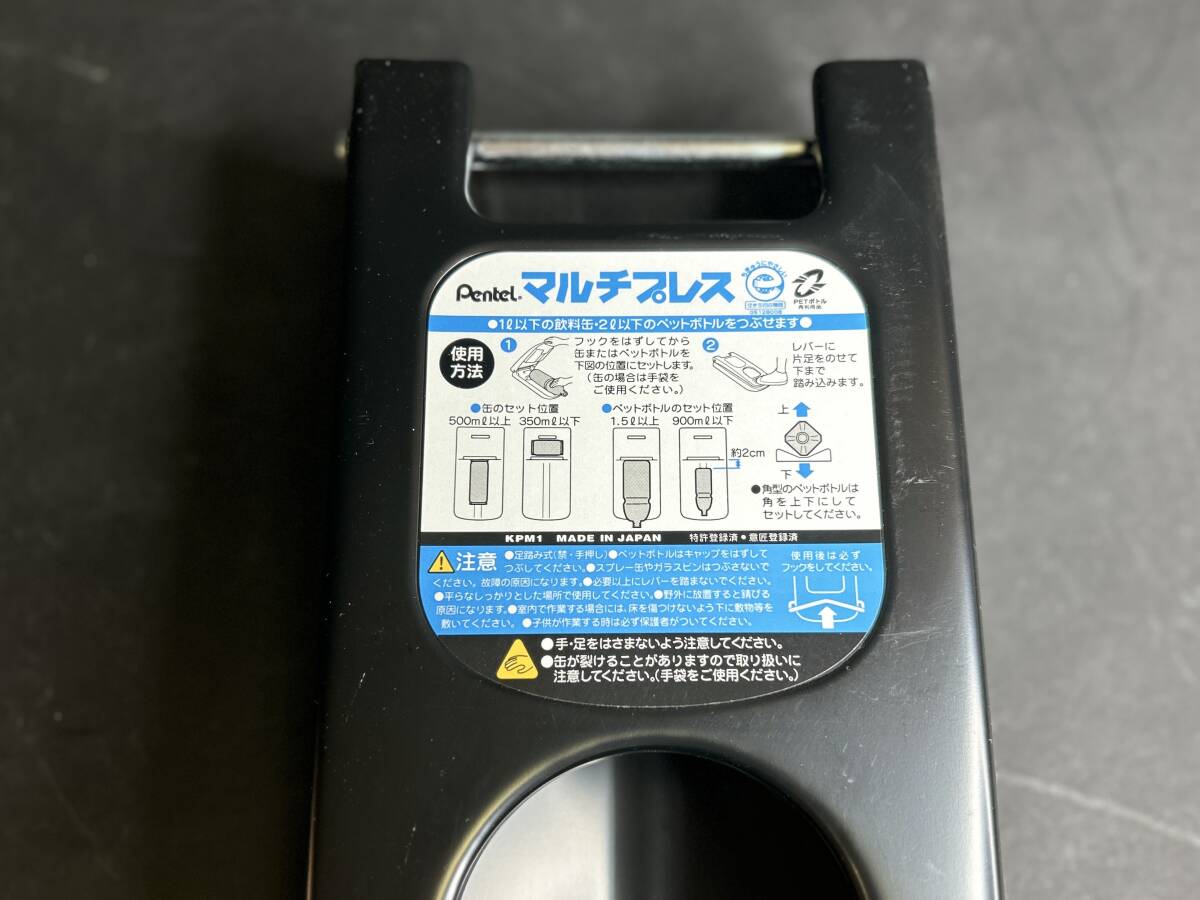 Pentel. マルチプレス
ちきゅうにやさしい
PETボトル
再利用品
●1ℓ以下の飲料缶・2ℓ以下のペットボトルをつぶせます●
使用
方法
1
フックをはずしてから
缶またはペットボトルを
下図の位置にセットします。
(缶の場合は手袋を
ご使用ください。)
2
レバーに
片足をのせて
下まで
踏み込みます。
●缶のセット位置
500mℓ以上 350mℓ以下
●ペットボトルのセット位置
1.5ℓ以上 900mℓ以下
約2cm
上
下
●角型のペットボトルは
角を上下にして
セットしてください。
KPM1 MADE IN JAPAN 特許登録済・意匠登録済
注意
●足踏み式(禁・手押し)●ペットボトルはキャップをはずして
つぶしてください。●スプレー缶やガラスビンはつぶさないで
ください。故障の原因になります。●必要以上にレバーを踏まないでください。
●平らなしっかりとした場所で使用してください。●野外に放置すると錆びる
原因になります。●室内で作業する場合には、床を傷つけないよう下に敷物等を
敷いてください。●子供が作業する時は必ず保護者がついてください。
使用後は必ず
フックをしてください。
●手・足をはさまないよう注意してください。
●缶が裂けることがありますので取り扱いに
注意してください。(手袋をご使用ください。)